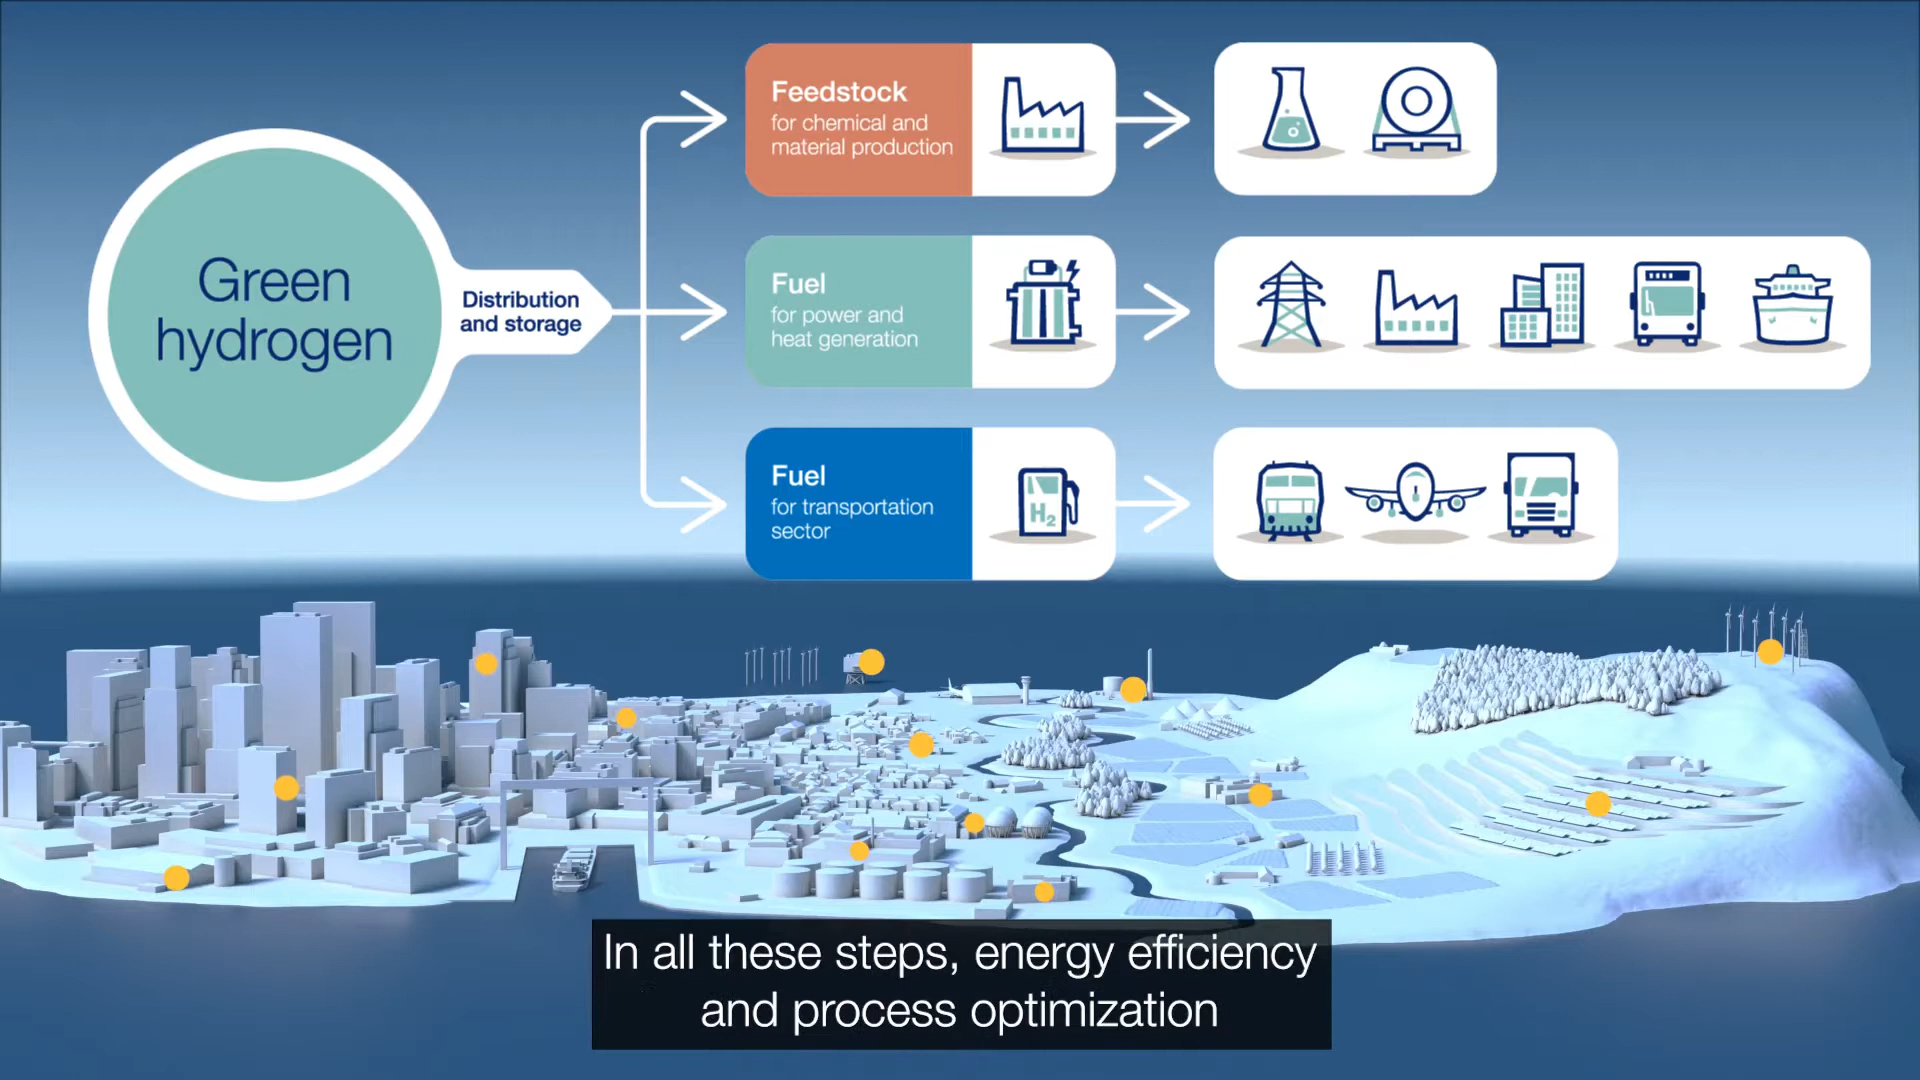 Green
hydrogen
Distribution
and storage
Feedstock
for chemical and
material production
Fuel
for power and
heat generation
Fuel
for transportation
sector
H₂
In all these steps, energy efficiency
and process optimization